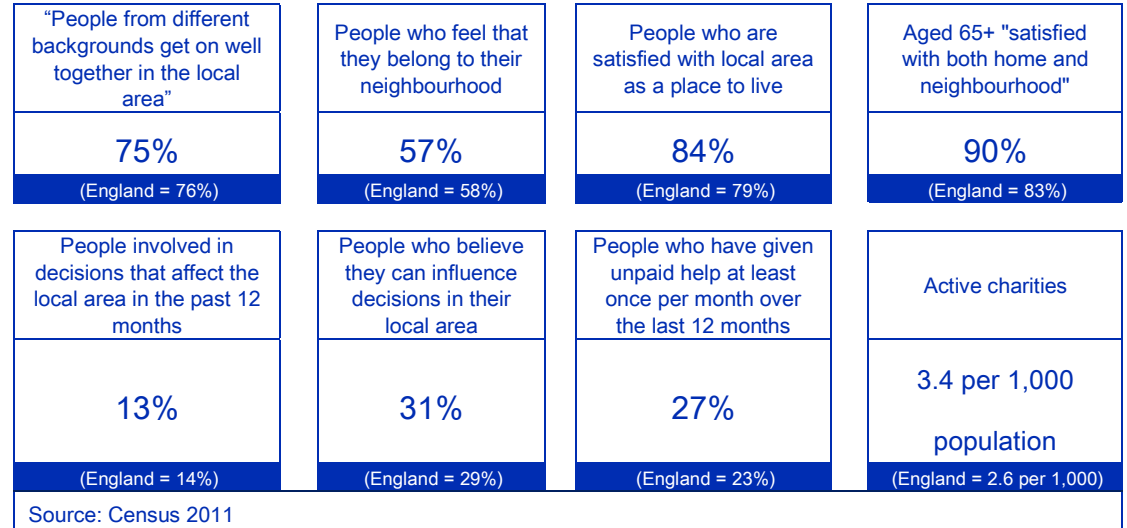 “People from different
backgrounds get on well
together in the local
area”
75%
(England = 76%)
People who feel that
they belong to their
neighbourhood
57%
(England = 58%)
People who are
satisfied with local area
as a place to live
84%
(England = 79%)
Aged 65+ "satisfied
with both home and
neighbourhood"
90%
(England = 83%)
People involved in
decisions that affect the
local area in the past 12
months
13%
(England = 14%)
People who believe
they can influence
decisions in their
local area
31%
(England = 29%)
People who have given
unpaid help at least
once per month over
the last 12 months
27%
(England = 23%)
Active charities
3.4 per 1,000
population
(England = 2.6 per 1,000)
Source: Census 2011